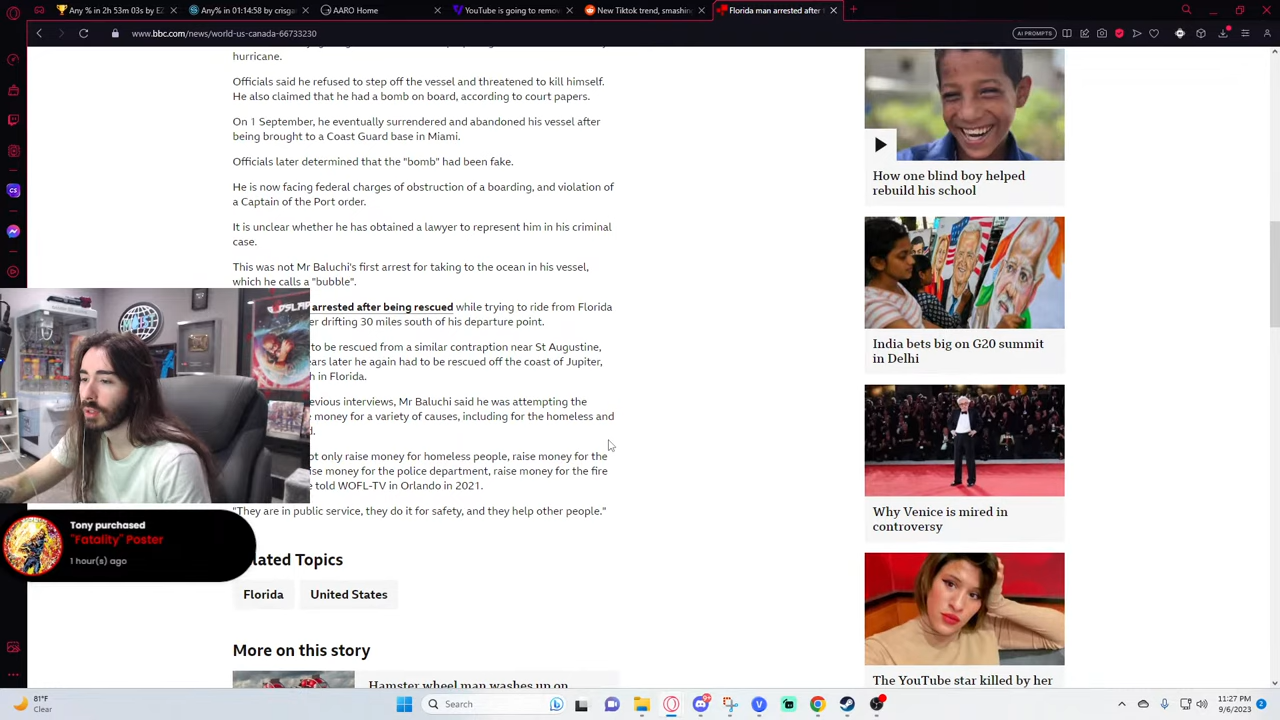 Any % in 2h 53m 03s by E
Any% in 01:14:58 by crisgar
AARO Home
YouTube is going to remov
New Tiktok trend, smashin
Florida man arrested after t
www.bbc.com/news/world-us-canada-66733230
AI PROMPTS
hurricane.
Officials said he refused to step off the vessel and threatened to kill himself.
He also claimed that he had a bomb on board, according to court papers.
On 1 September, he eventually surrendered and abandoned his vessel after
being brought to a Coast Guard base in Miami.
Officials later determined that the "bomb" had been fake.
He is now facing federal charges of obstruction of a boarding, and violation of
a Captain of the Port order.
It is unclear whether he has obtained a lawyer to represent him in his criminal
case.
This was not Mr Baluchi's first arrest for taking to the ocean in his vessel,
which he calls a "bubble".
arrested after being rescued while trying to ride from Florida
er drifting 30 miles south of his departure point.
to be rescued from a similar contraption near St Augustine,
ears later he again had to be rescued off the coast of Jupiter,
h in Florida.
evious interviews, Mr Baluchi said he was attempting the
money for a variety of causes, including for the homeless and
d.
ot only raise money for homeless people, raise money for the
ise money for the police department, raise money for the fire
e told WOFL-TV in Orlando in 2021.
"They are in public service, they do it for safety, and they help other people."
lated Topics
Florida
United States
More on this story
Hamster wheel man washes up on
How one blind boy helped
rebuild his school
India bets big on G20 summit
in Delhi
Why Venice is mired in
controversy
The YouTube star killed by her
Tony purchased
"Fatality" Poster
1 hour(s) ago
81°F
Clear
Search
11:27 PM
9/6/2023
2